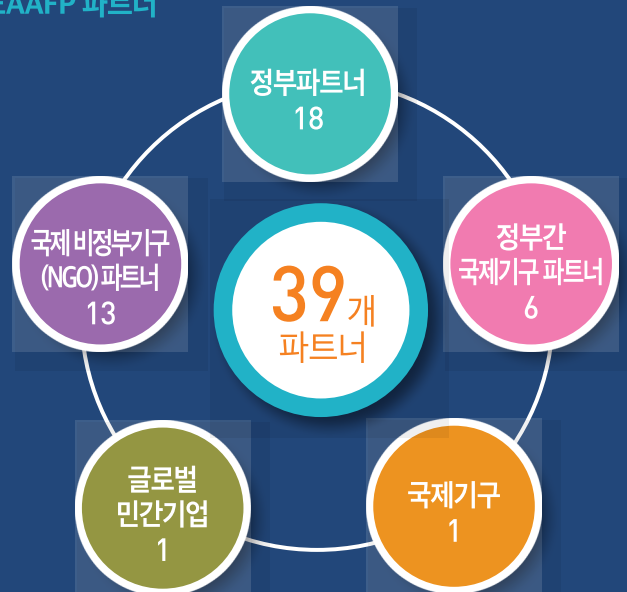 EAAFP 파트너
정부파트너
18
국제 비정부기구
(NGO) 파트너
13
39개
파트너
정부간
국제기구 파트너
6
글로벌
민간기업
1
국제기구
1